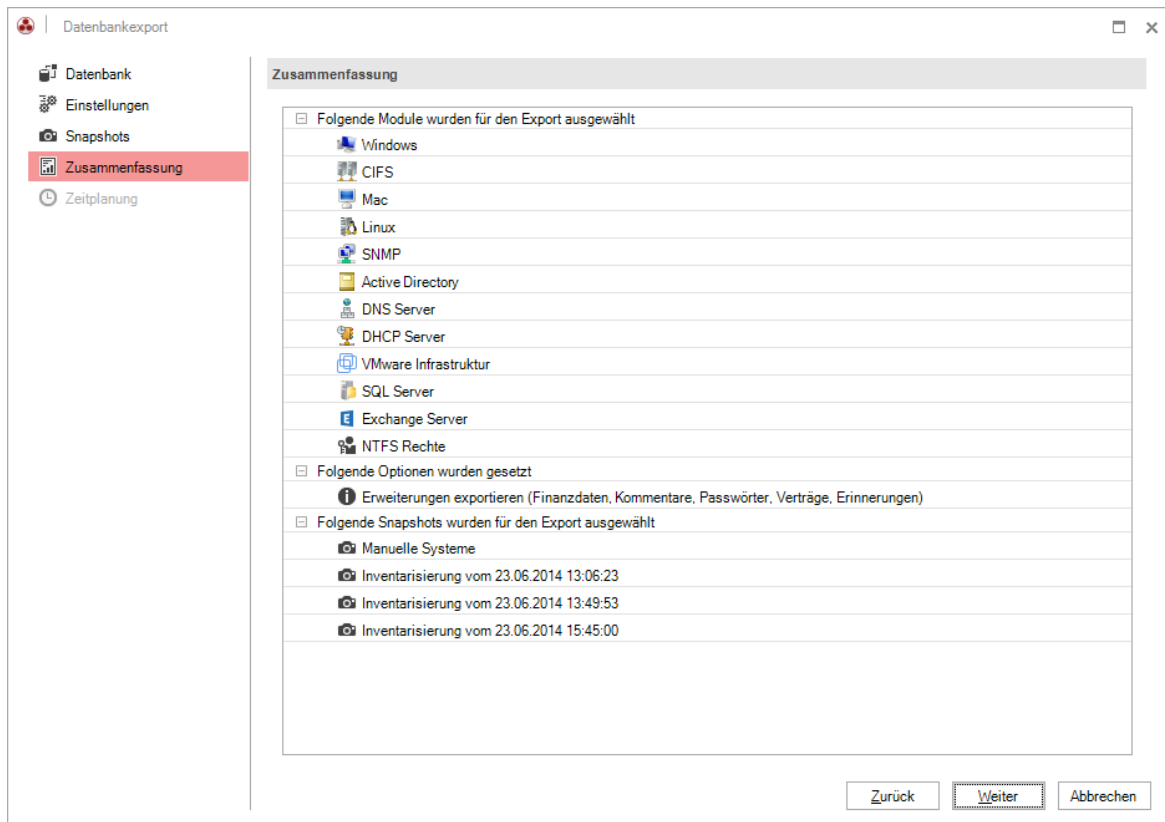 Datenbankexport
Datenbank
Einstellungen
Snapshots
Zusammenfassung
Zeitplanung
Zusammenfassung
Folgende Module wurden für den Export ausgewählt
Windows
CIFS
Mac
Linux
SNMP
Active Directory
DNS Server
DHCP Server
VMware Infrastruktur
SQL Server
Exchange Server
NTFS Rechte
Folgende Optionen wurden gesetzt
Erweiterungen exportieren (Finanzdaten, Kommentare, Passwörter, Verträge, Erinnerungen)
Folgende Snapshots wurden für den Export ausgewählt
Manuelle Systeme
Inventarisierung vom 23.06.2014 13:06:23
Inventarisierung vom 23.06.2014 13:49:53
Inventarisierung vom 23.06.2014 15:45:00
Zurück Weiter Abbrechen